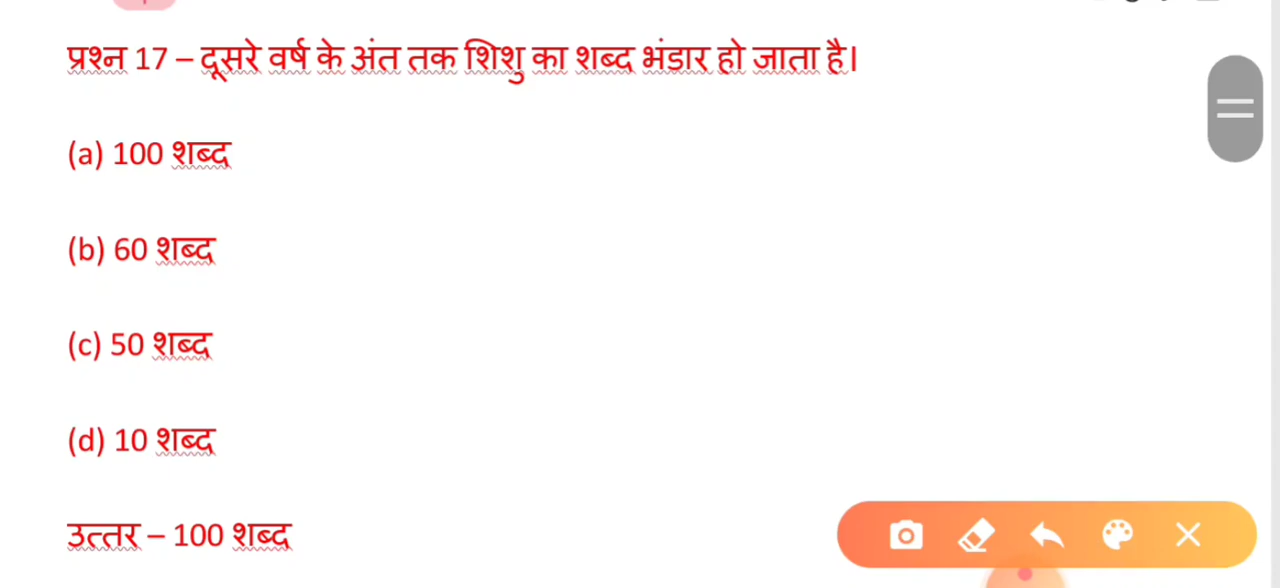 प्रश्न 17 – दूसरे वर्ष के अंत तक शिशु का शब्द भंडार हो जाता है।
(a) 100 शब्द
(b) 60 शब्द
(c) 50 शब्द
(d) 10 शब्द
उत्तर – 100 शब्द